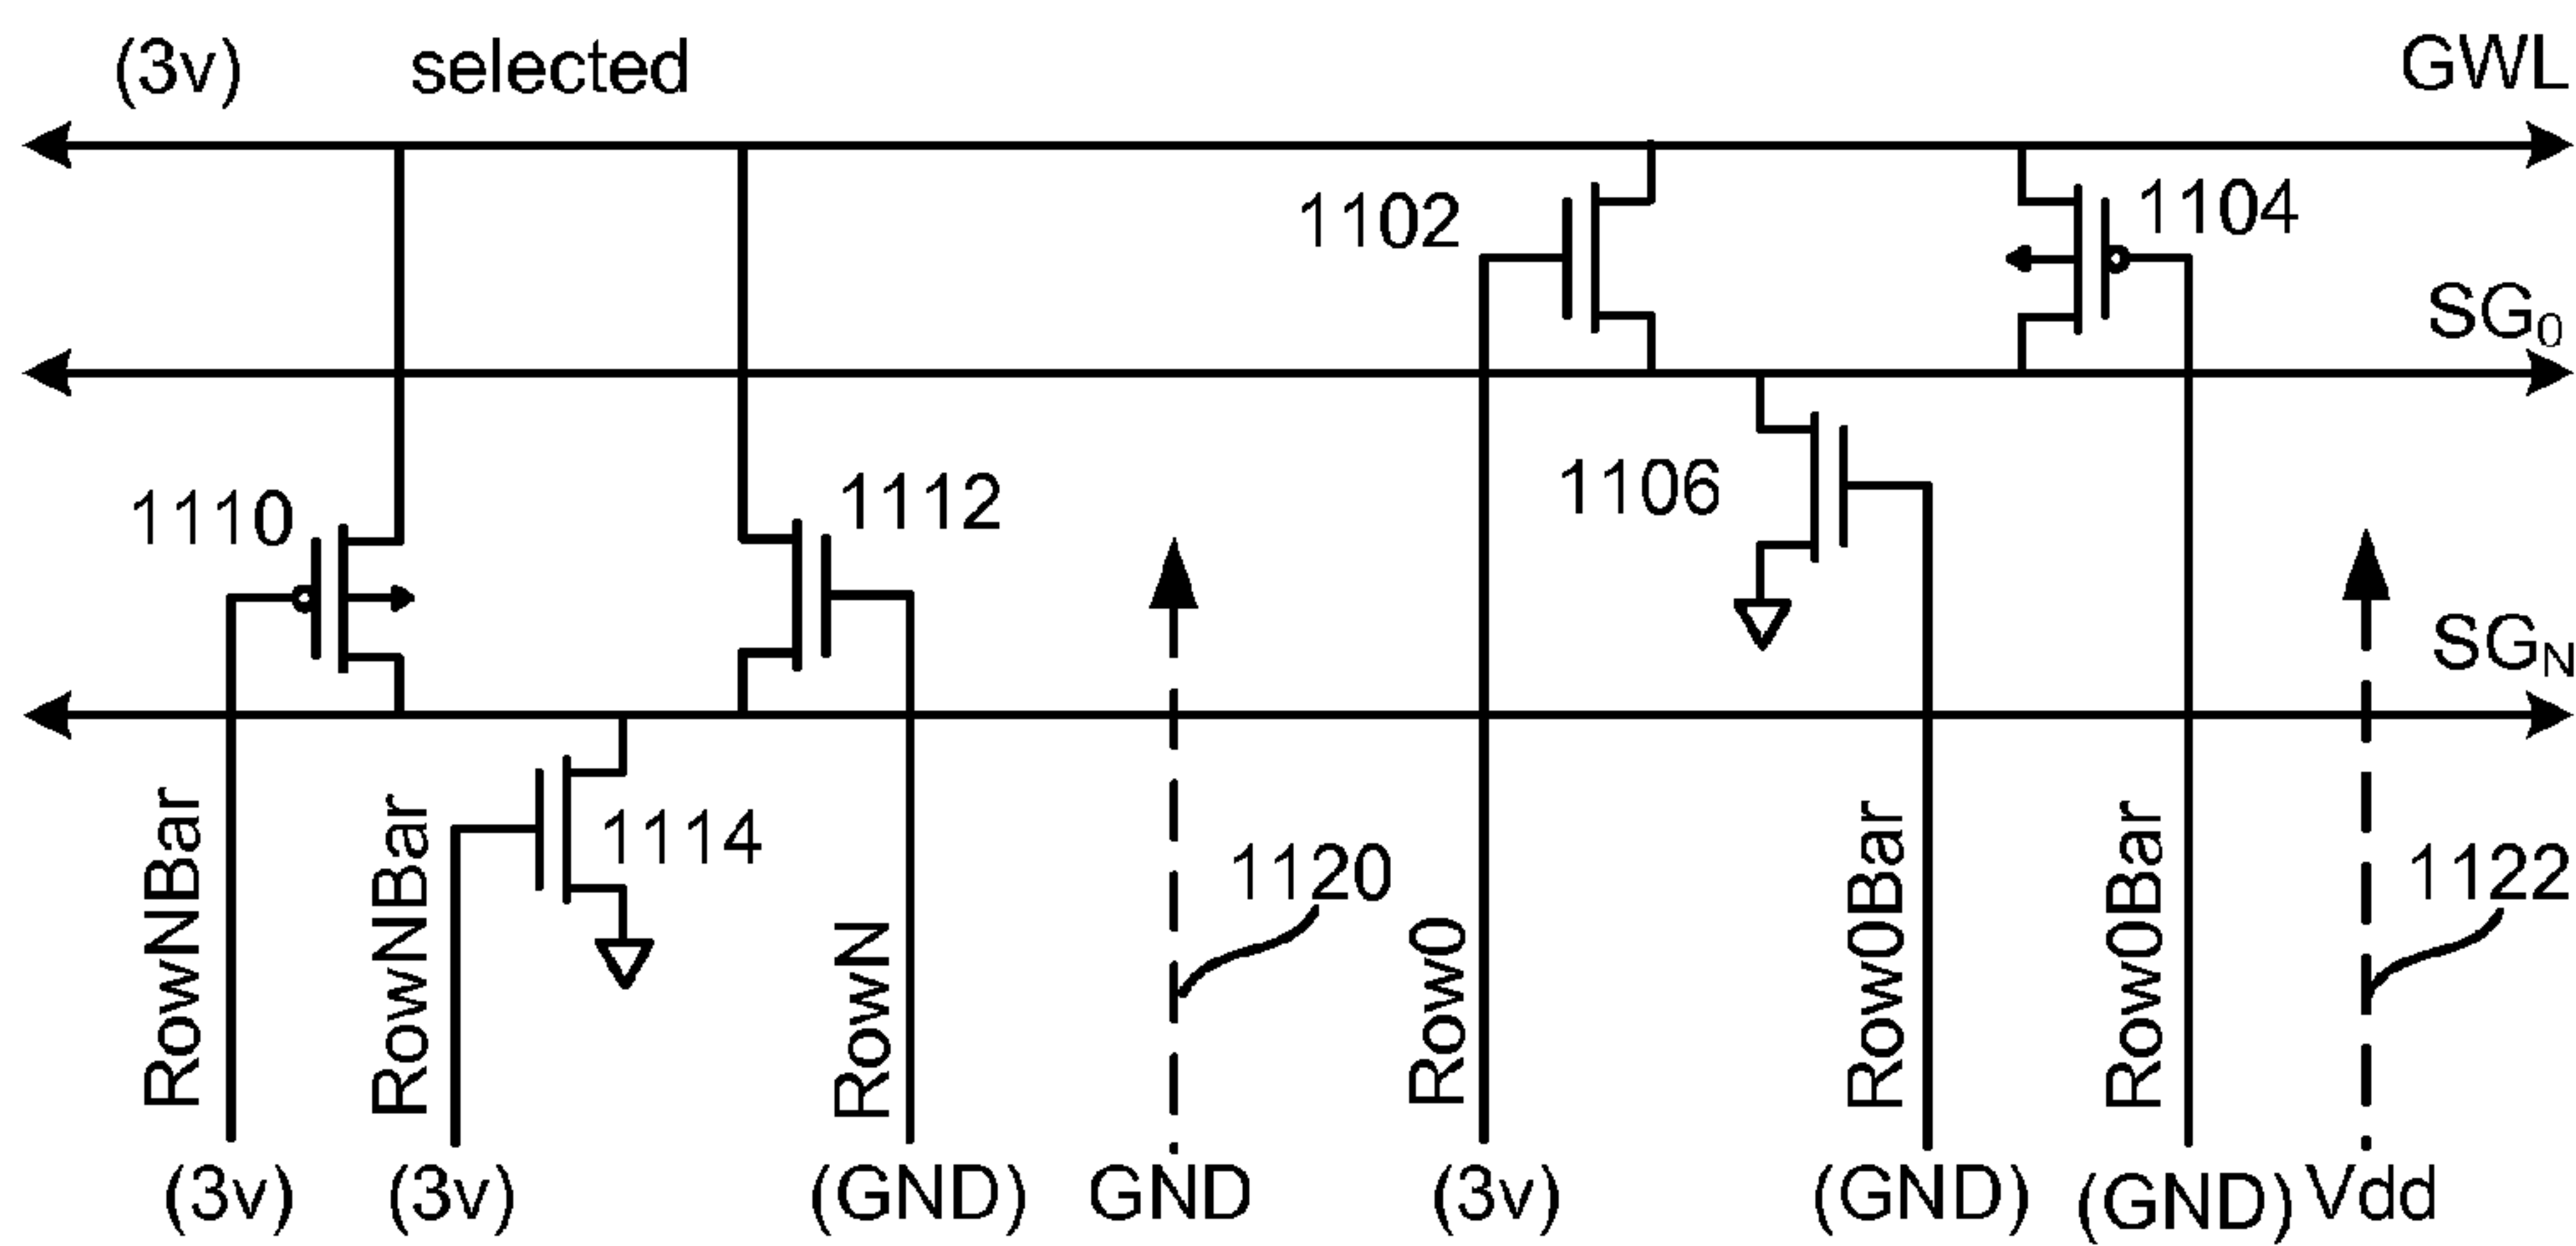 (3v) selected GWL
1102 1104
SG0
1110 1112 1106
SGN
1114 1120 1122
RowNBar RowNBar RowN Row0 Row0Bar Row0Bar
(3v) (3v) (GND) GND (3v) (GND) (GND) Vdd